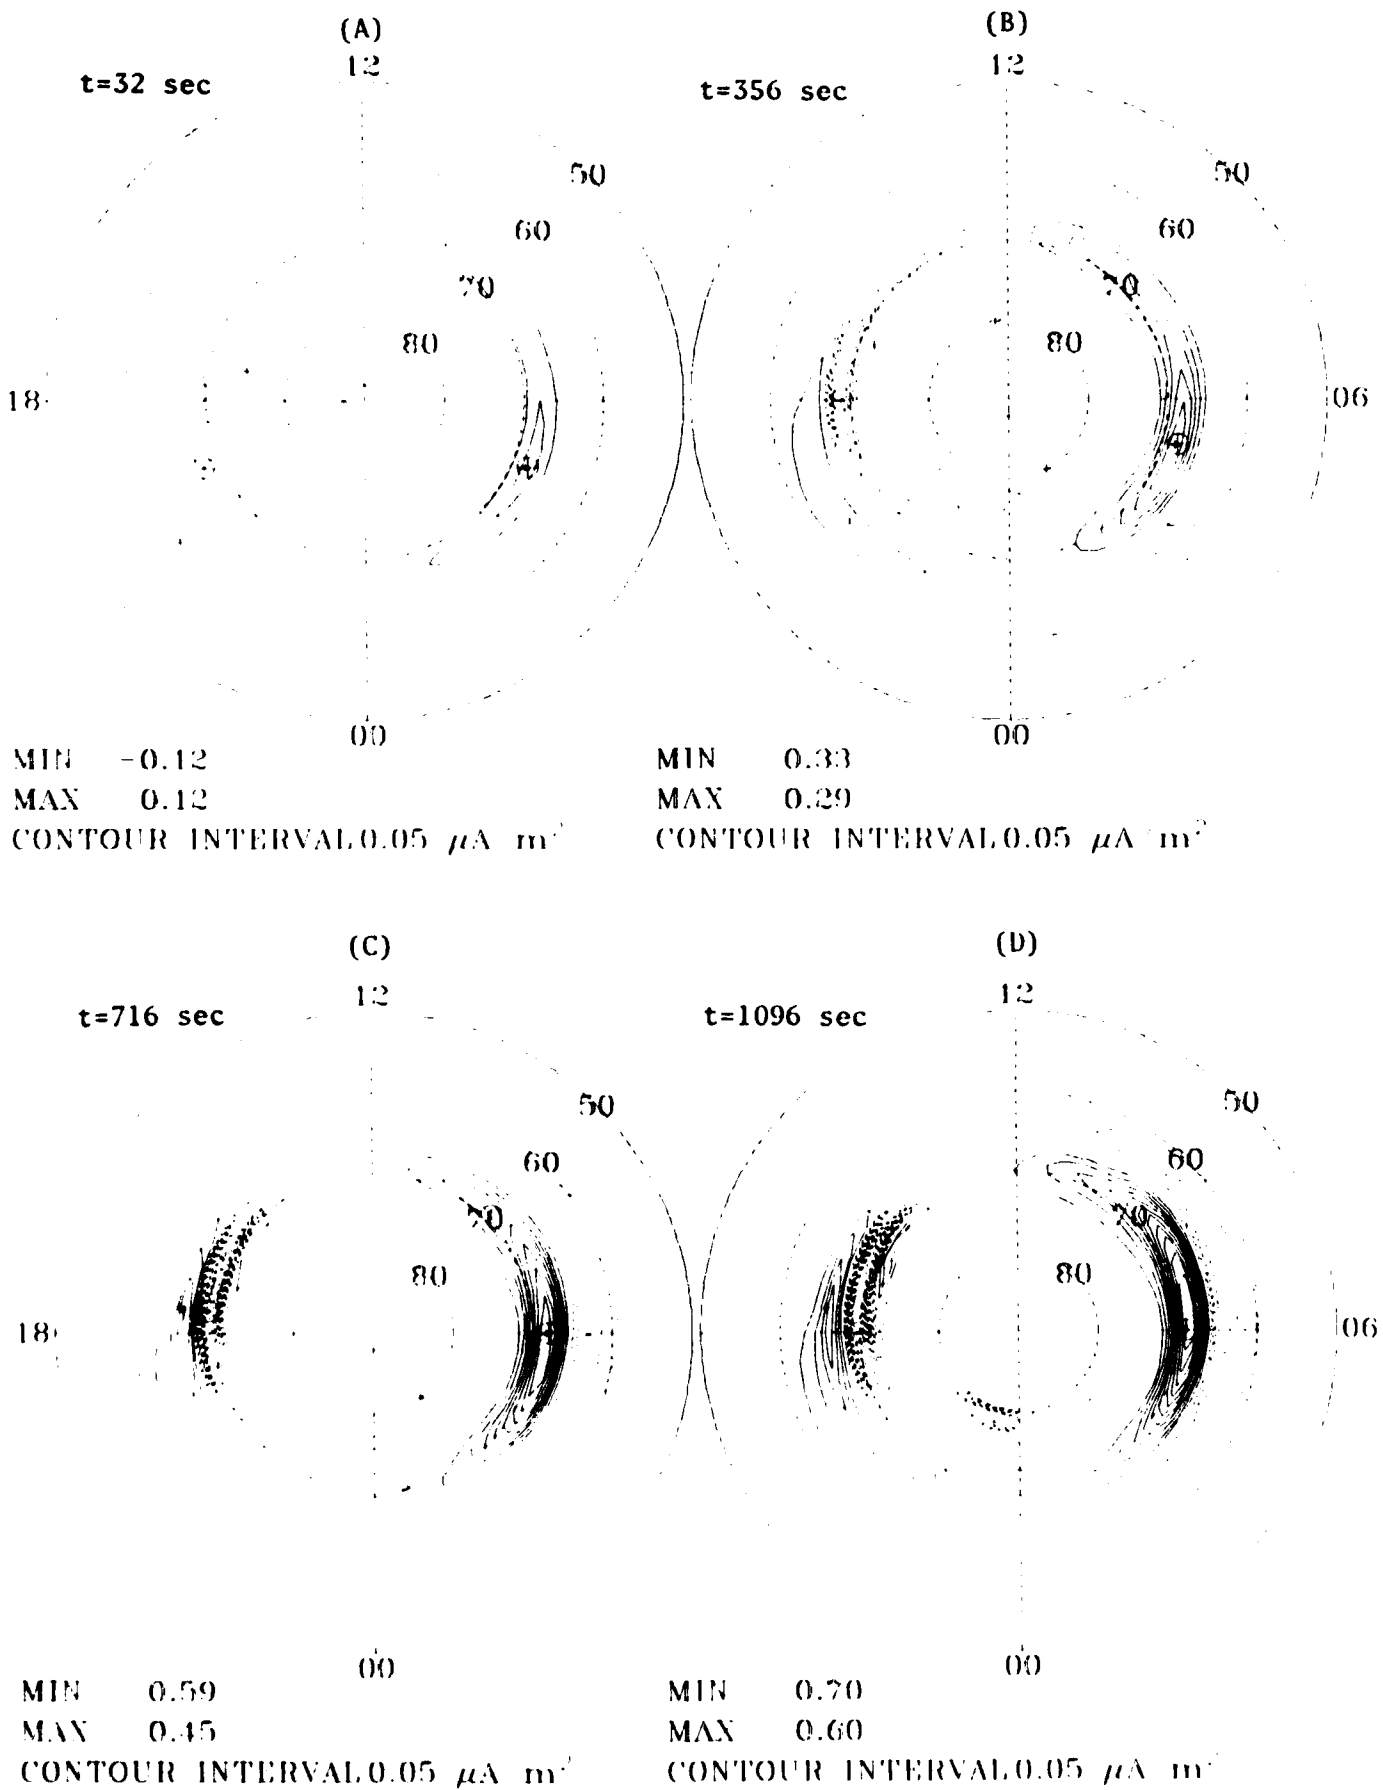 (A)
12
t=32 sec
50
60
70
80
18
00
MIN -0.12
MAX 0.12
CONTOUR INTERVAL 0.05 μA m²
(B)
12
t=356 sec
50
60
70
80
06
00
MIN 0.33
MAX 0.29
CONTOUR INTERVAL 0.05 μA m²
(C)
12
t=716 sec
50
60
70
80
18
00
MIN 0.59
MAX 0.45
CONTOUR INTERVAL 0.05 μA m²
(D)
12
t=1096 sec
50
60
70
80
06
00
MIN 0.70
MAX 0.60
CONTOUR INTERVAL 0.05 μA m²